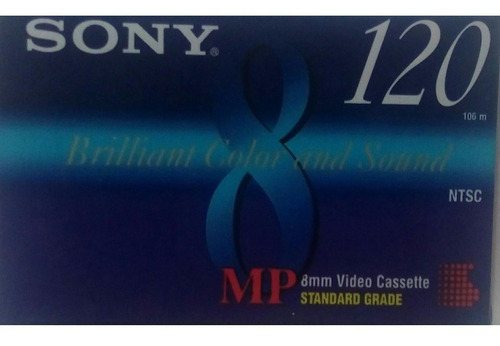 SONY®
120
106 m
8
Brilliant Color and Sound
NTSC
MP 8mm Video Cassette
STANDARD GRADE